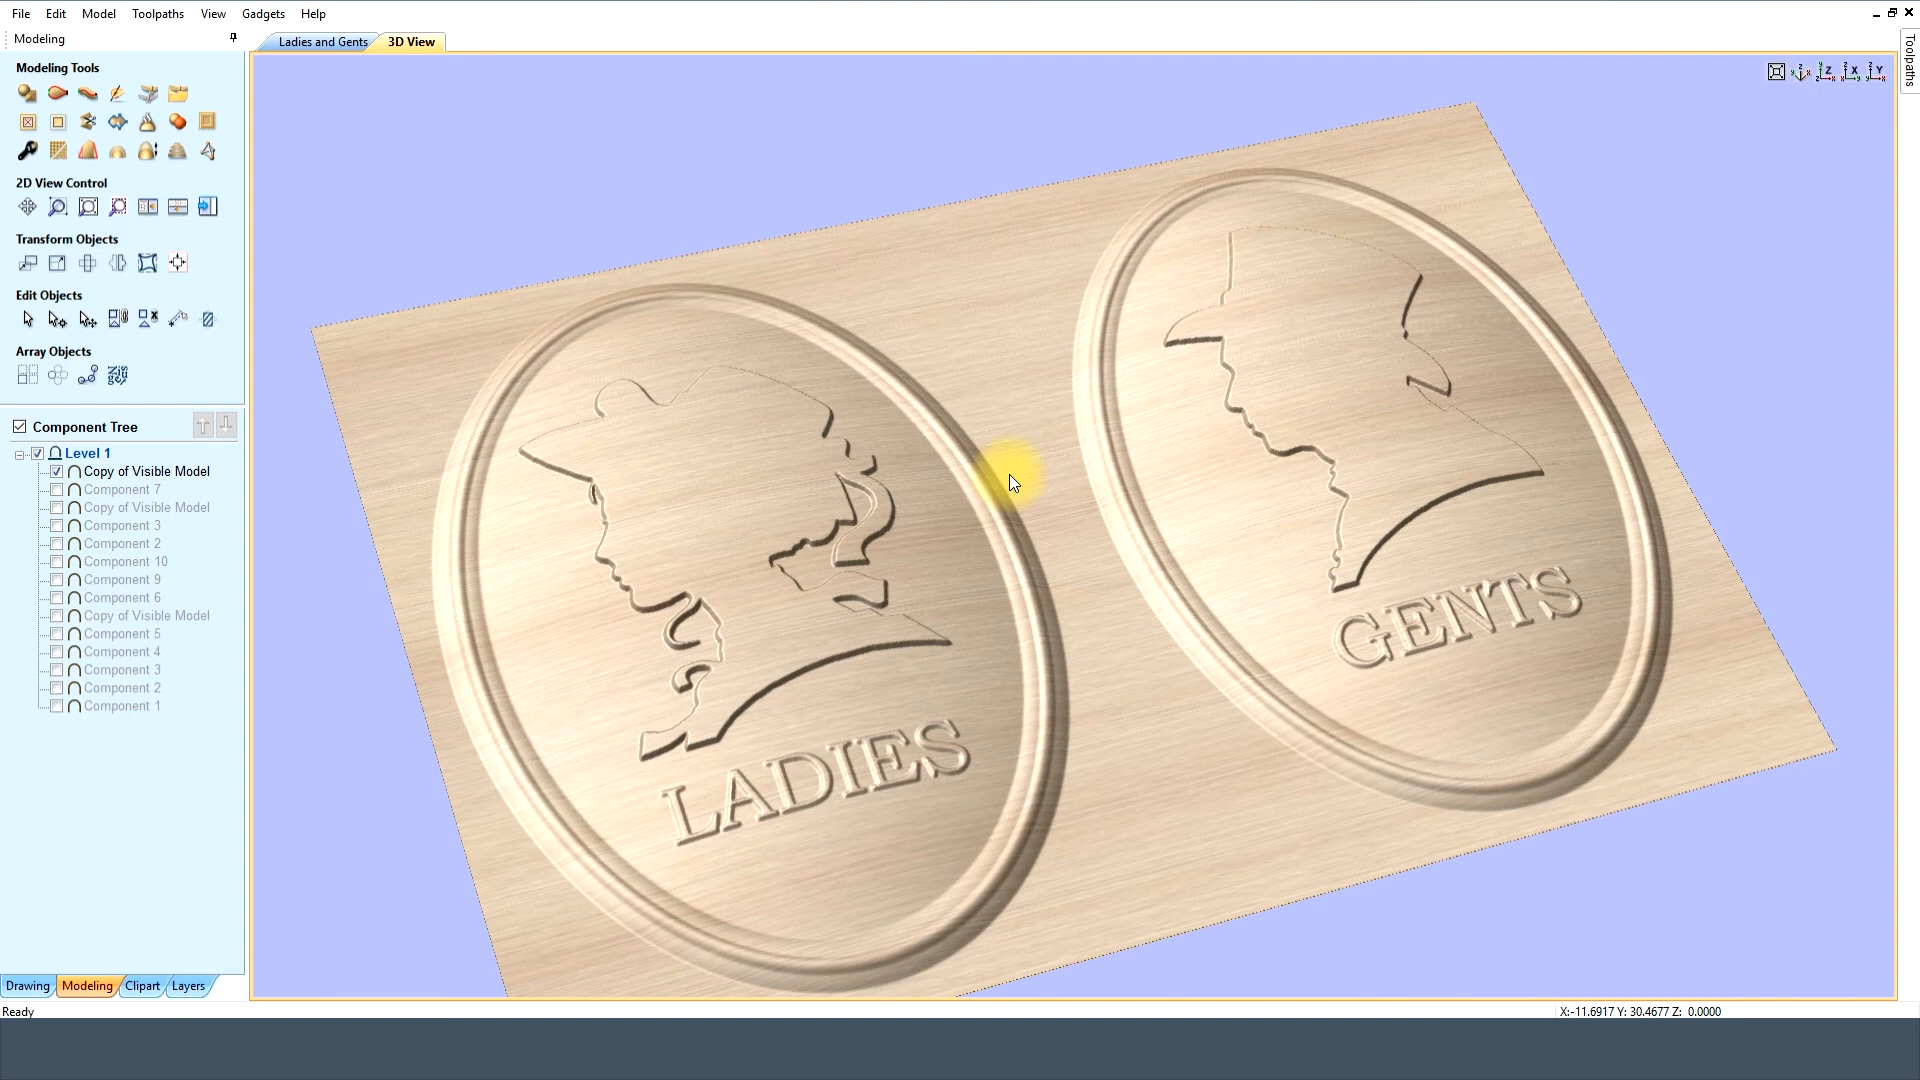 File Edit Model Toolpaths View Gadgets Help
Modeling
Ladies and Gents 3D View
Toolpaths
Modeling Tools
2D View Control
Transform Objects
Edit Objects
Array Objects
Component Tree
Level 1
Copy of Visible Model
Component 7
Copy of Visible Model
Component 3
Component 2
Component 10
Component 9
Component 6
Copy of Visible Model
Component 5
Component 4
Component 3
Component 2
Component 1
GENTS
LADIES
Drawing Modeling Clipart Layers
Ready
X:-11.6917 Y: 30.4677 Z: 0.0000